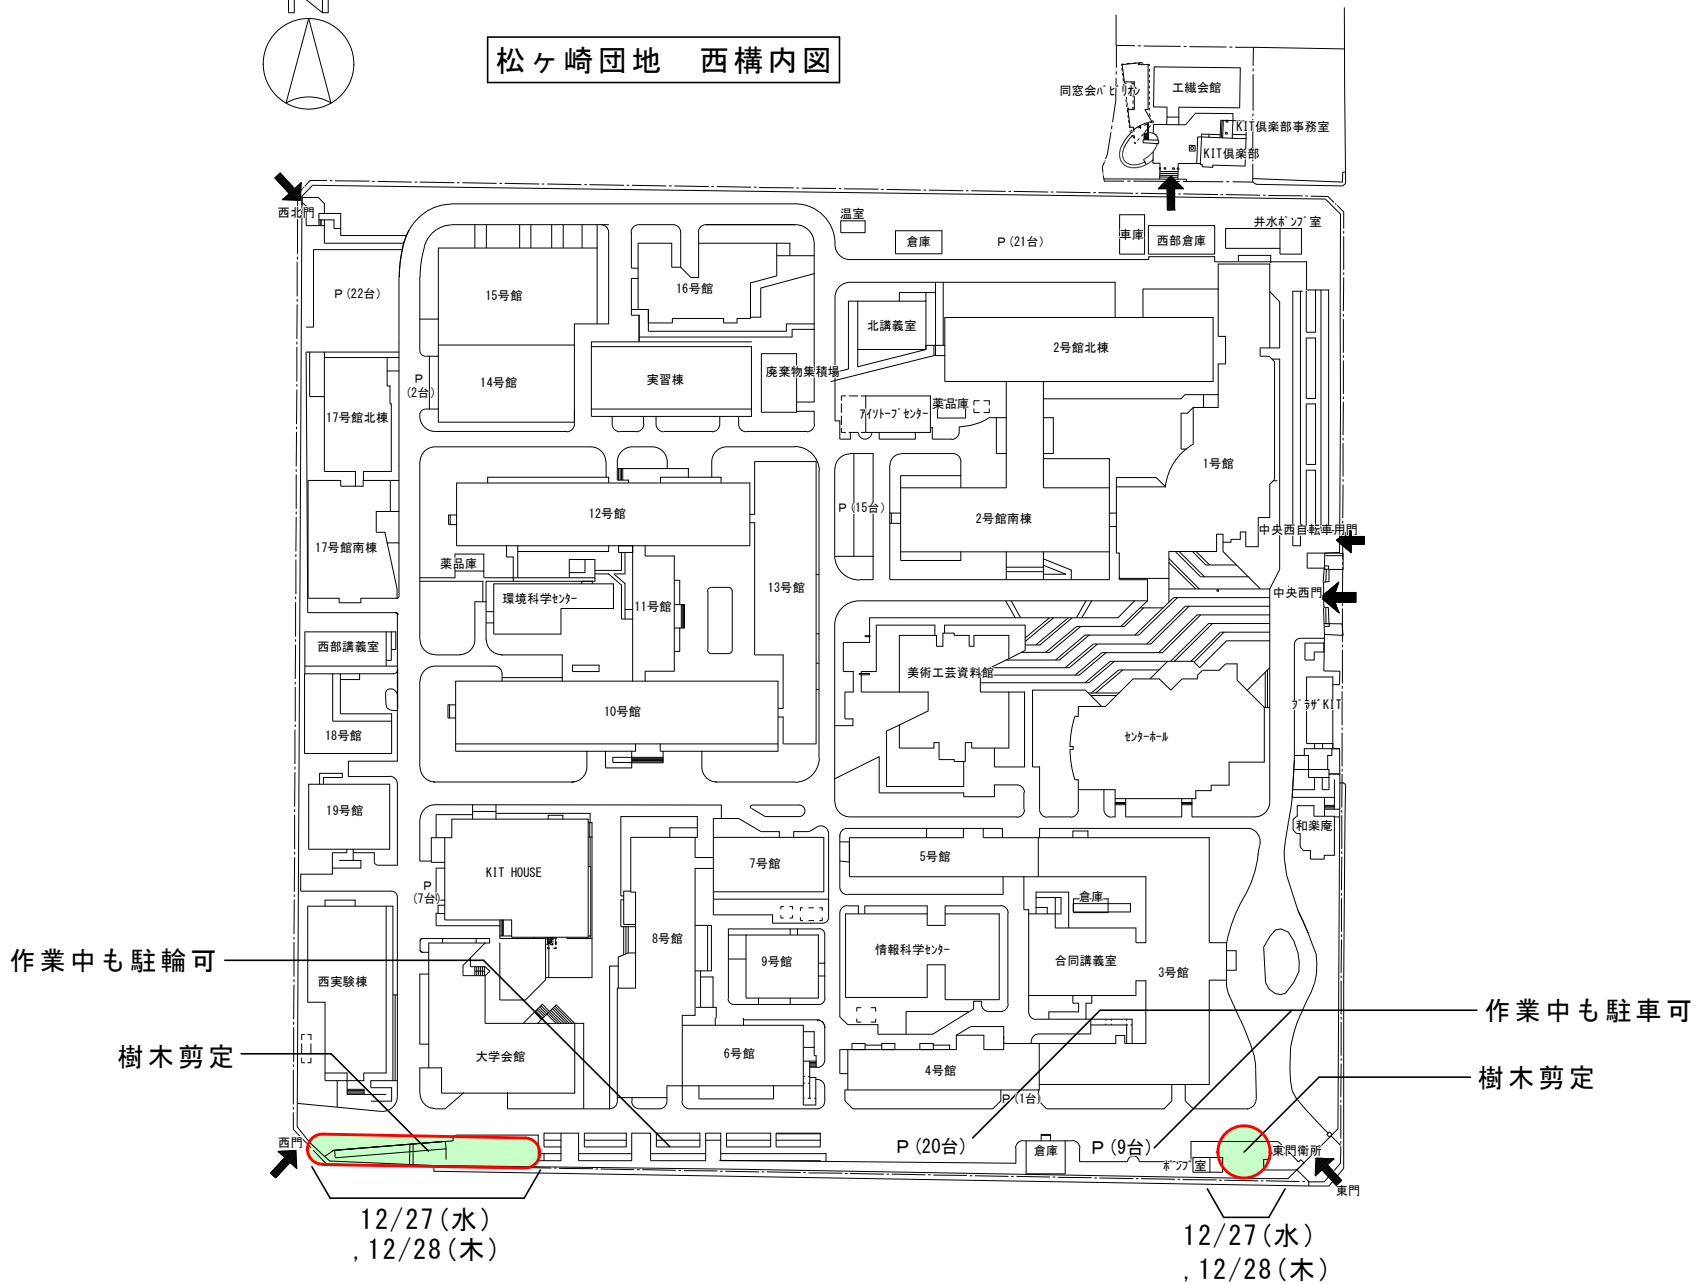 N
松ヶ崎団地 西構内図
同窓会ﾊﾟﾋﾞﾘｵﾝ
工繊会館
KIT倶楽部事務室
KIT倶楽部
西北門
温室
倉庫
P (21台)
車庫
西部倉庫
井水ﾎﾟﾝﾌﾟ室
P (22台)
15号館
16号館
北講義室
2号館北棟
P
(2台)
14号館
実習棟
廃棄物集積場
17号館北棟
ｱｲｿﾄｰﾌﾟｾﾝﾀｰ
薬品庫
1号館
12号館
P (15台)
2号館南棟
中央西自転車用門
17号館南棟
薬品庫
13号館
環境科学ｾﾝﾀｰ
11号館
中央西門
西部講義室
美術工芸資料館
10号館
ﾌﾟﾗｻﾞKIT
18号館
ｾﾝﾀｰﾎｰﾙ
19号館
和楽庵
KIT HOUSE
7号館
5号館
P
(7台)
倉庫
8号館
作業中も駐輪可
9号館
情報科学ｾﾝﾀｰ
合同講義室
3号館
西実験棟
作業中も駐車可
樹木剪定
大学会館
6号館
4号館
樹木剪定
P (1台)
西門
P (20台)
倉庫
P (9台)
ﾎﾟﾝﾌﾟ室
東門衛所
東門
12/27(水)
,12/28(木)
12/27(水)
,12/28(木)